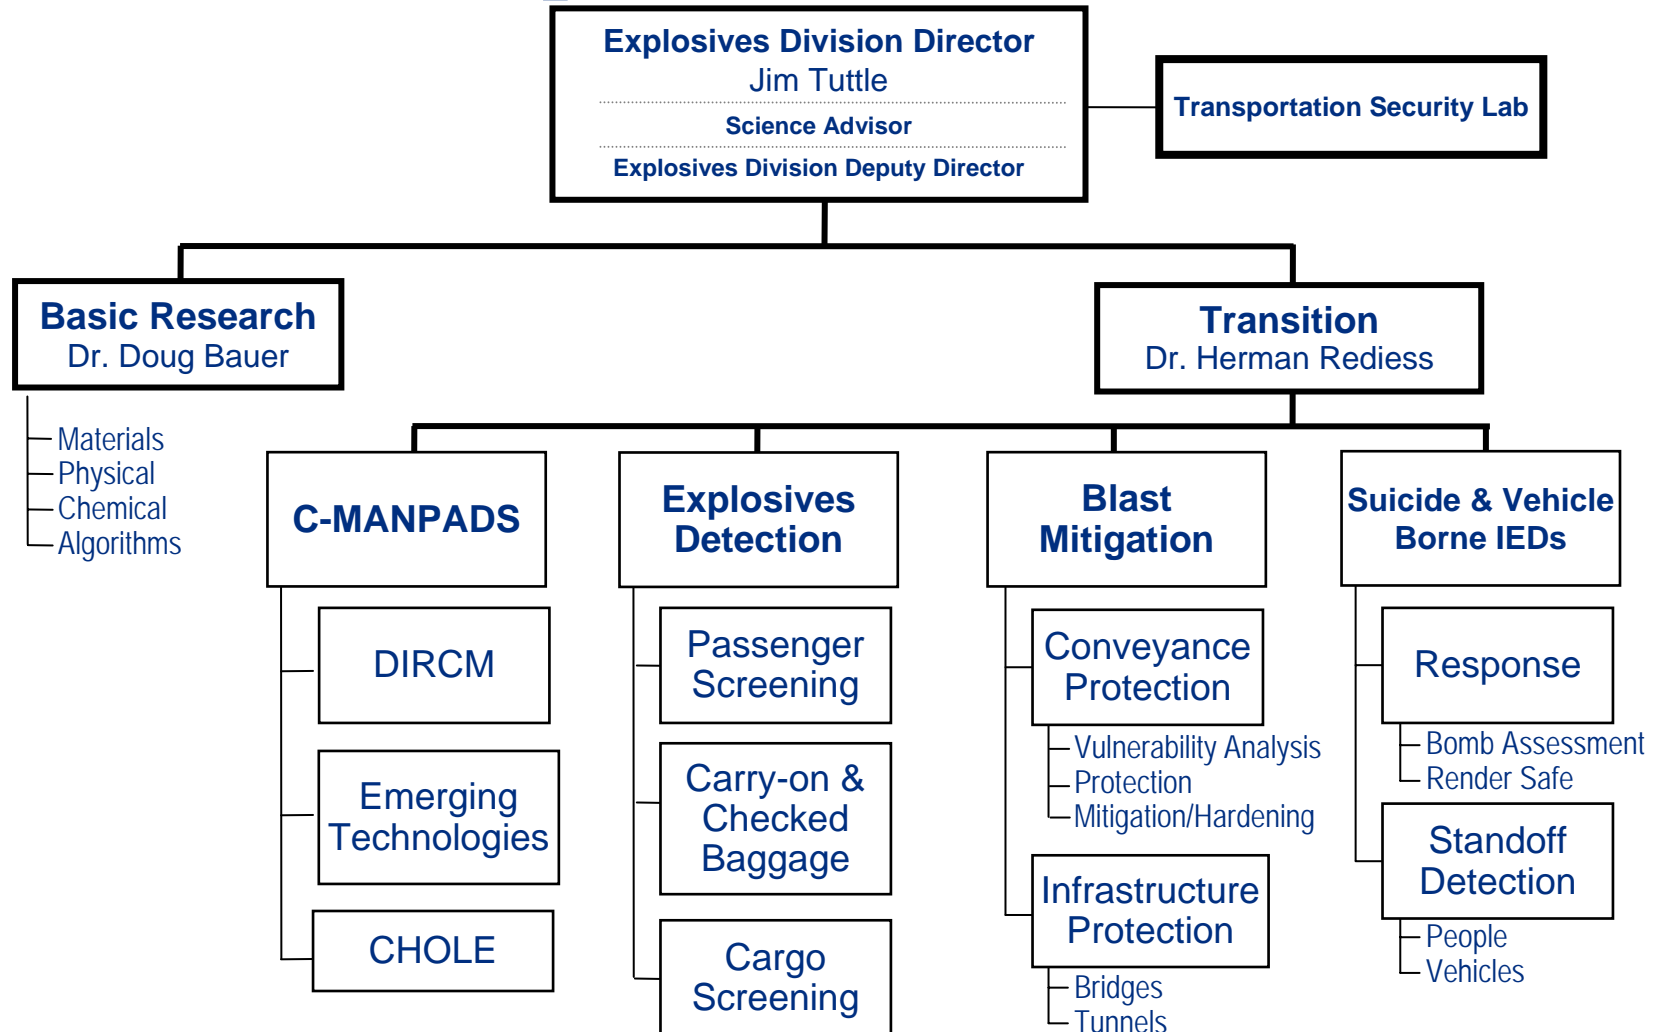 Explosives Division Director
Jim Tuttle
Science Advisor
Explosives Division Deputy Director
Transportation Security Lab
Basic Research
Dr. Doug Bauer
Materials
Physical
Chemical
Algorithms
Transition
Dr. Herman Rediess
C-MANPADS
DIRCM
Emerging
Technologies
CHOLE
Explosives
Detection
Passenger
Screening
Carry-on &
Checked
Baggage
Cargo
Screening
Blast
Mitigation
Conveyance
Protection
Vulnerability Analysis
Protection
Mitigation/Hardening
Infrastructure
Protection
Bridges
Tunnels
Suicide & Vehicle
Borne IEDs
Response
Bomb Assessment
Render Safe
Standoff
Detection
People
Vehicles